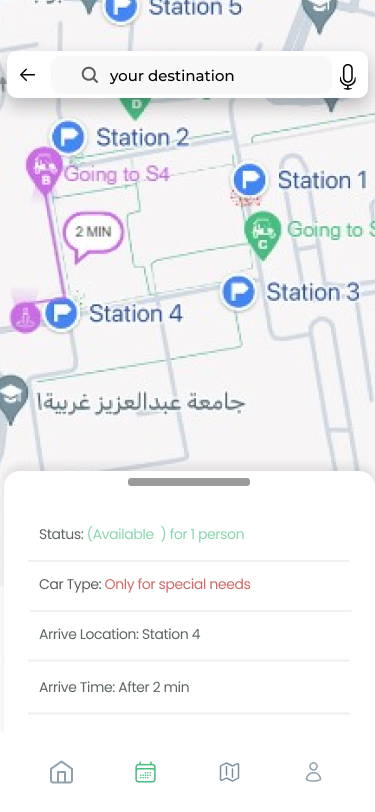 Station 5
your destination
D
Station 2
B
Going to S4
Station 1
2 MIN
C
Going to S
Station 3
Station 4
جامعة عبدالعزيز غربية١
Status: (Available ) for 1 person
Car Type: Only for special needs
Arrive Location: Station 4
Arrive Time: After 2 min